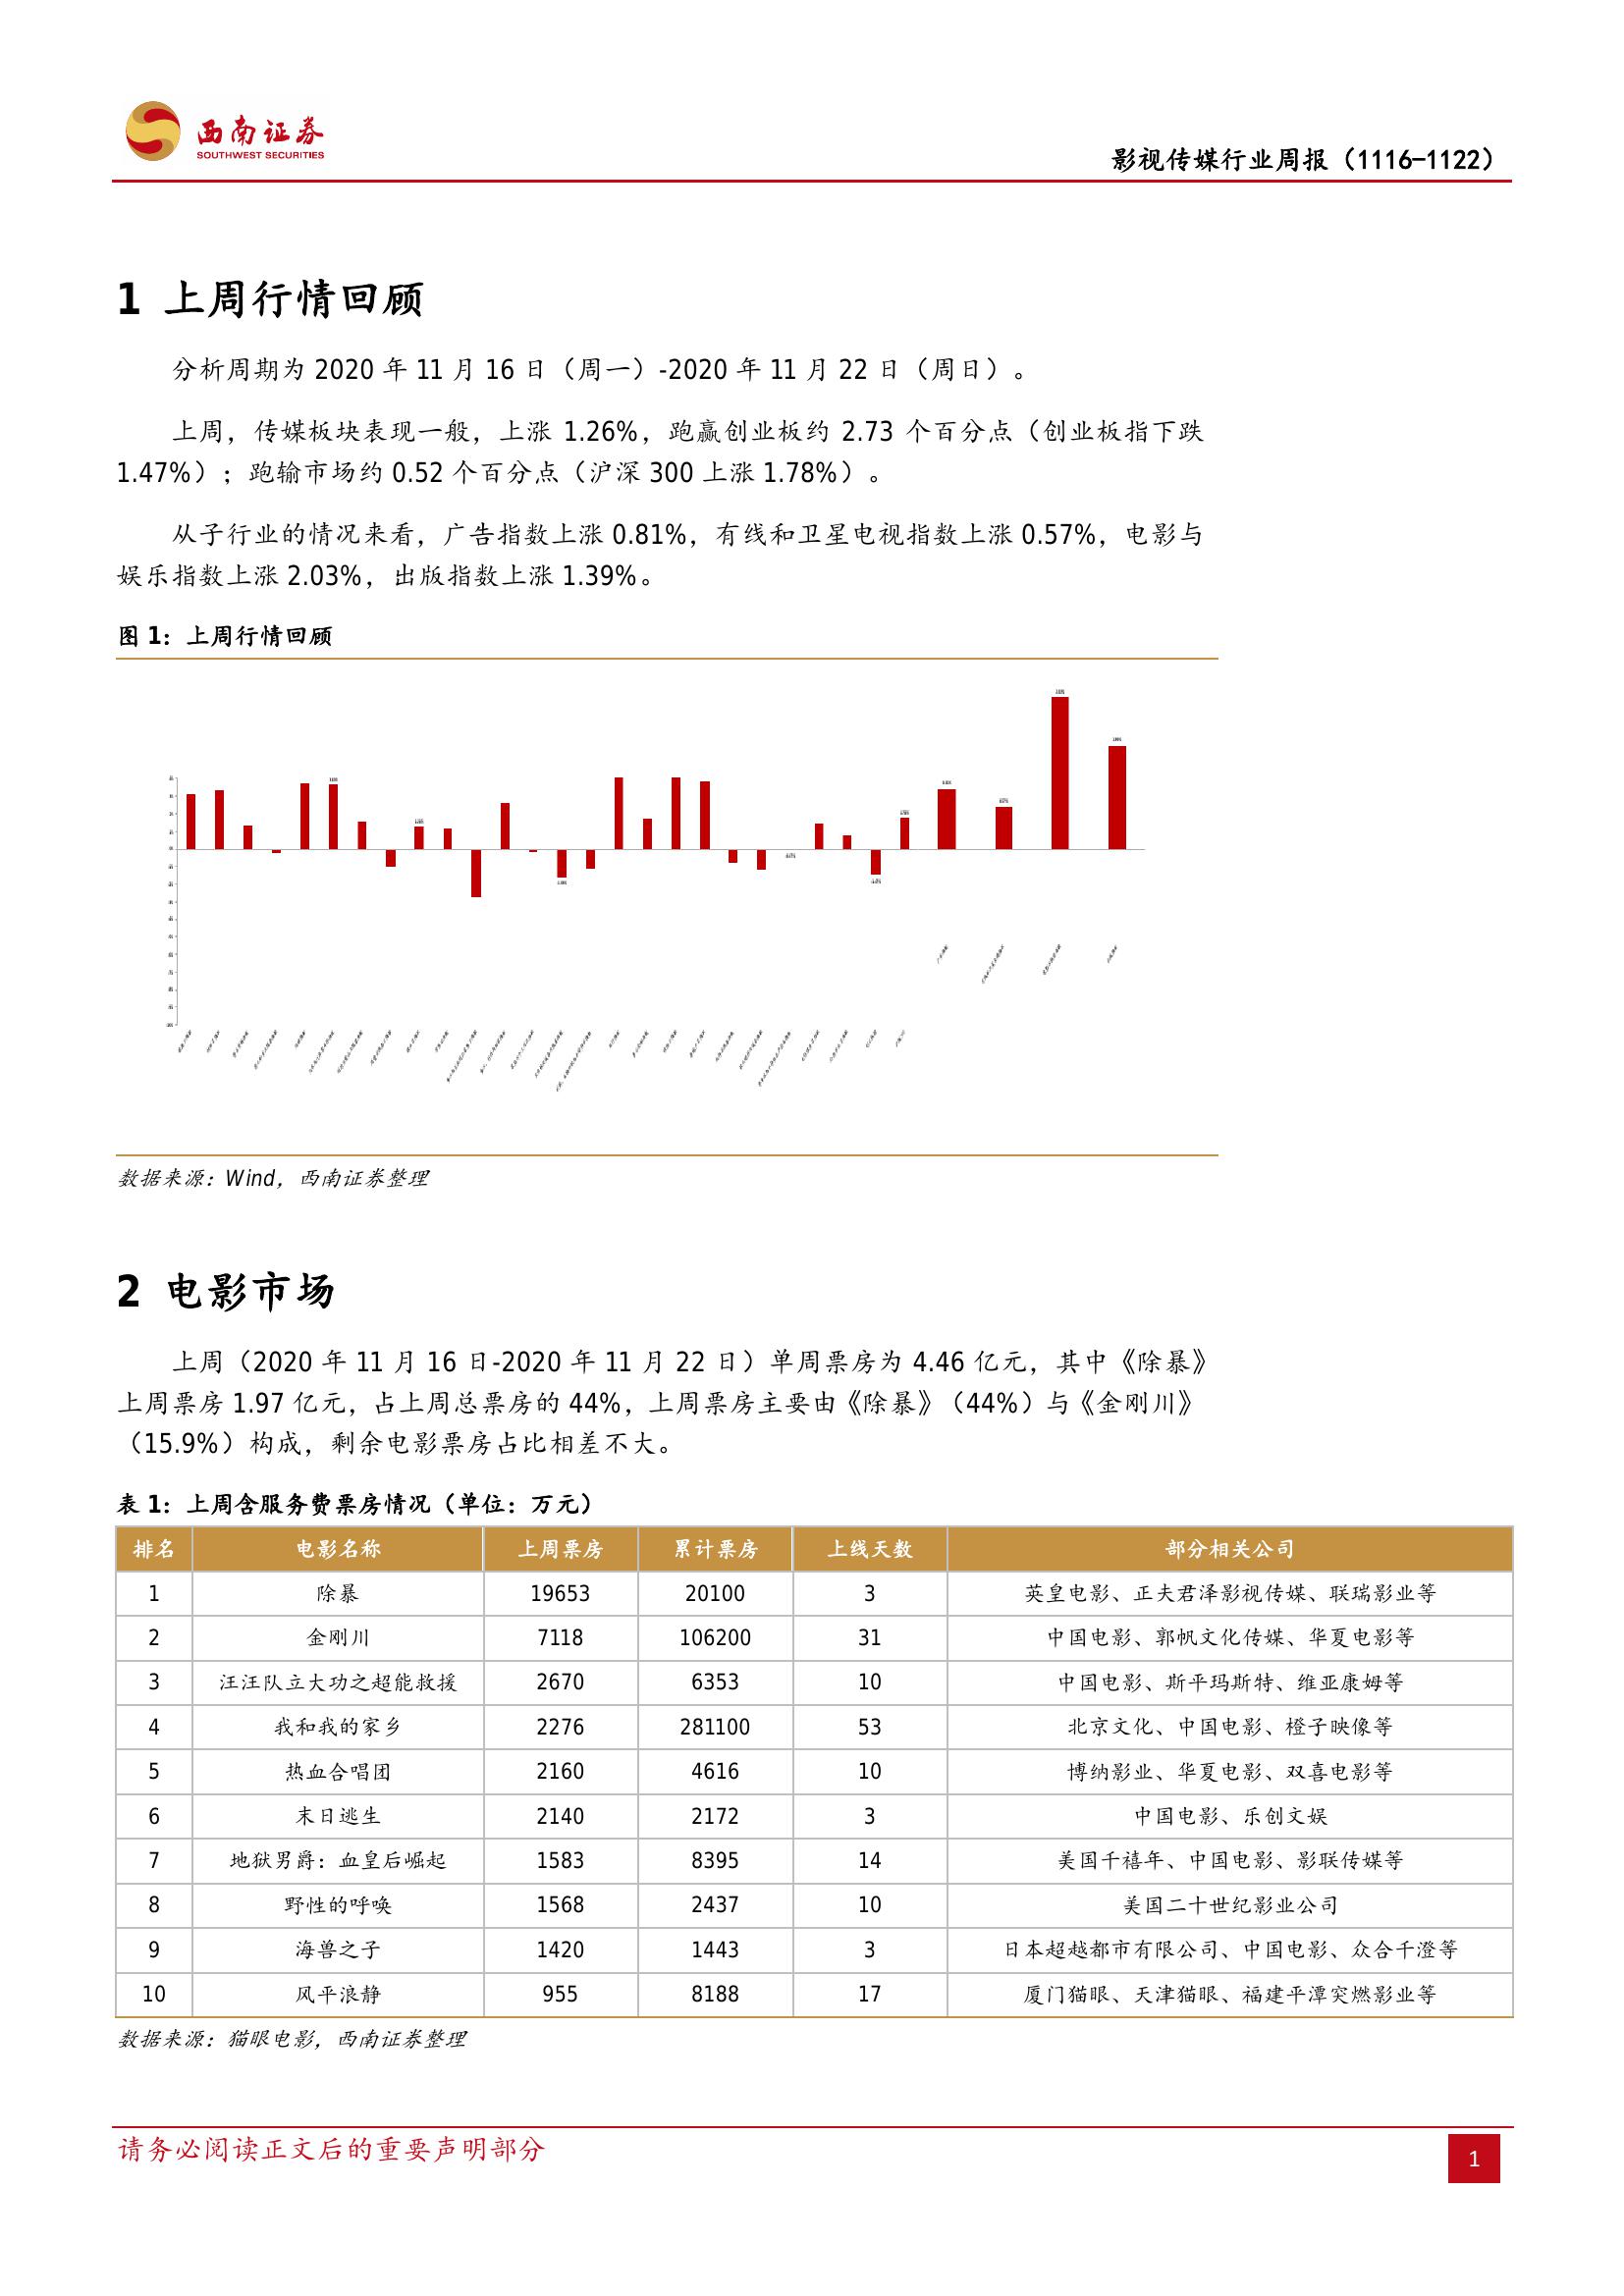 西南证券
SOUTHWEST SECURITIES
影视传媒行业周报（1116-1122）
1 上周行情回顾
分析周期为 2020 年 11 月 16 日（周一）-2020 年 11 月 22 日（周日）。
上周，传媒板块表现一般，上涨 1.26%，跑赢创业板约 2.73 个百分点（创业板指下跌
1.47%）；跑输市场约 0.52 个百分点（沪深 300 上涨 1.78%）。
从子行业的情况来看，广告指数上涨 0.81%，有线和卫星电视指数上涨 0.57%，电影与
娱乐指数上涨 2.03%，出版指数上涨 1.39%。
图 1：上周行情回顾
数据来源：Wind，西南证券整理
2 电影市场
上周（2020 年 11 月 16 日-2020 年 11 月 22 日）单周票房为 4.46 亿元，其中《除暴》
上周票房 1.97 亿元，占上周总票房的 44%，上周票房主要由《除暴》（44%）与《金刚川》
（15.9%）构成，剩余电影票房占比相差不大。
表 1：上周含服务费票房情况（单位：万元）
排名 电影名称 上周票房 累计票房 上线天数 部分相关公司
1 除暴 19653 20100 3 英皇电影、正夫君泽影视传媒、联瑞影业等
2 金刚川 7118 106200 31 中国电影、郭帆文化传媒、华夏电影等
3 汪汪队立大功之超能救援 2670 6353 10 中国电影、斯平玛斯特、维亚康姆等
4 我和我的家乡 2276 281100 53 北京文化、中国电影、橙子映像等
5 热血合唱团 2160 4616 10 博纳影业、华夏电影、双喜电影等
6 末日逃生 2140 2172 3 中国电影、乐创文娱
7 地狱男爵：血皇后崛起 1583 8395 14 美国千禧年、中国电影、影联传媒等
8 野性的呼唤 1568 2437 10 美国二十世纪影业公司
9 海兽之子 1420 1443 3 日本超越都市有限公司、中国电影、众合千澄等
10 风平浪静 955 8188 17 厦门猫眼、天津猫眼、福建平潭突燃影业等
数据来源：猫眼电影，西南证券整理
请务必阅读正文后的重要声明部分
1